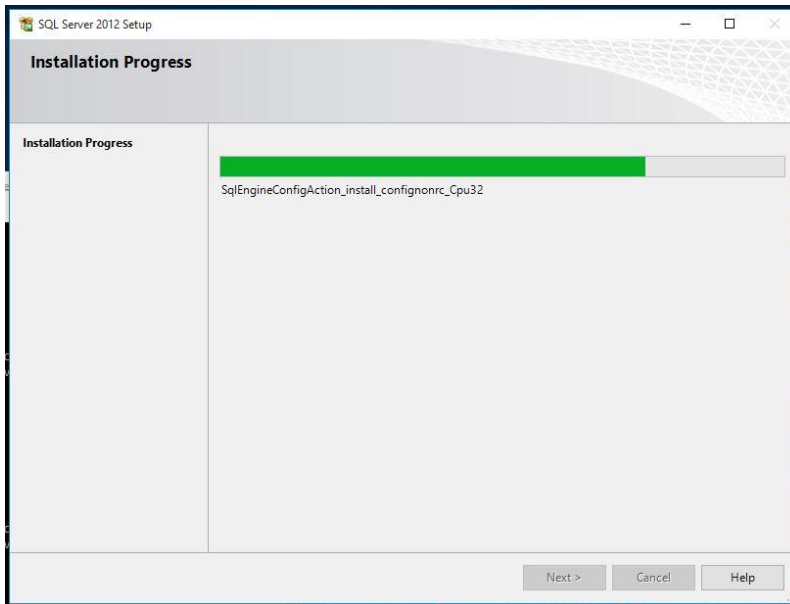 SQL Server 2012 Setup
Installation Progress
Installation Progress
SqlEngineConfigAction_install_confignonrc_Cpu32
Next >
Cancel
Help